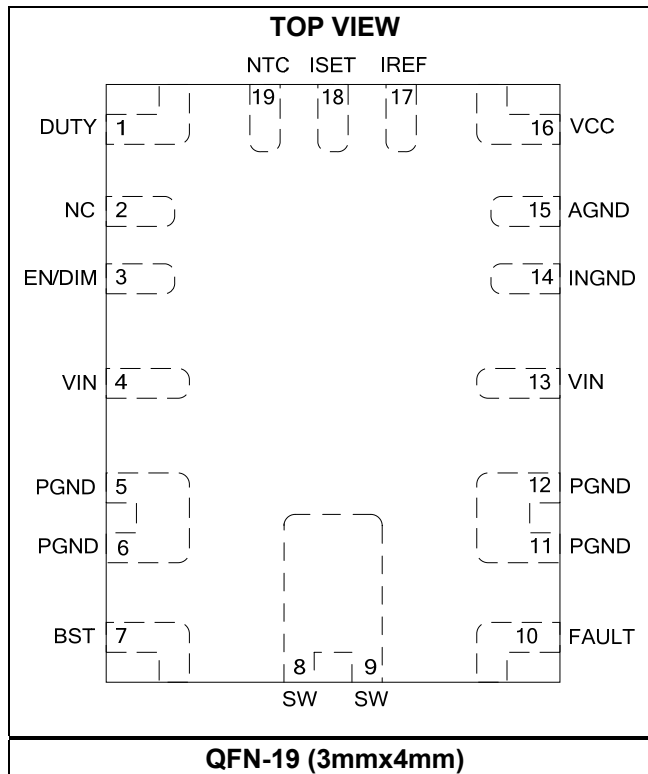 TOP VIEW
NTC ISET IREF
19 18 17
DUTY 1 16 VCC
NC 2 15 AGND
EN/DIM 3 14 INGND
VIN 4 13 VIN
PGND 5 12 PGND
PGND 6 11 PGND
BST 7 10 FAULT
8 9
SW SW
QFN-19 (3mmx4mm)